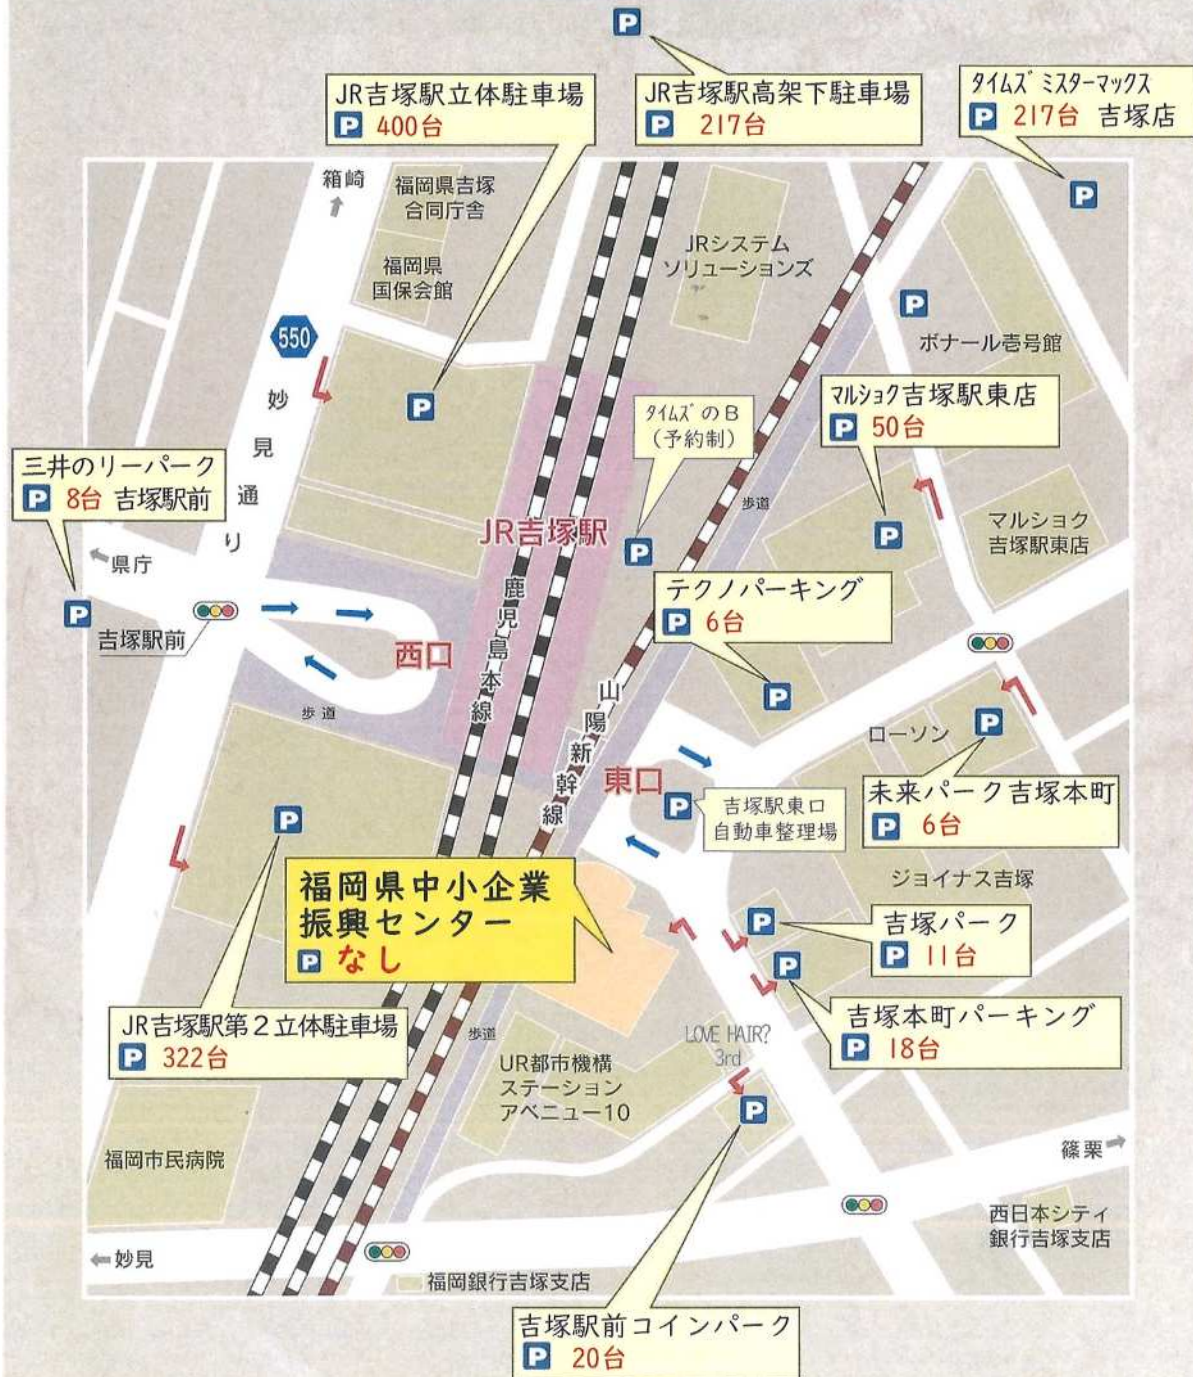 P
JR吉塚駅立体駐車場
P 400台
JR吉塚駅高架下駐車場
P 217台
タイムズ ミスターマックス
P 217台 吉塚店
P
箱崎
福岡県吉塚
合同庁舎
福岡県
国保会館
JRシステム
ソリューションズ
550
P
ボナール壱号館
P
妙見通り
タイムズのB
(予約制)
マルショク吉塚駅東店
P 50台
三井のリーパーク
P 8台 吉塚駅前
歩道
JR吉塚駅
マルショク
吉塚駅東店
P
P
県庁
鹿児島本線
テクノパーキング
P 6台
P
吉塚駅前
西口
P
歩道
山陽新幹線
ローソン
P
東口
P
吉塚駅東口
自動車整理場
未来パーク吉塚本町
P 6台
P
福岡県中小企業
振興センター
P なし
ジョイナス吉塚
P
吉塚パーク
P 11台
P
吉塚本町パーキング
P 18台
JR吉塚駅第2立体駐車場
P 322台
歩道
LOVE HAIR?
3rd
UR都市機構
ステーション
アベニュー10
P
福岡市民病院
篠栗
西日本シティ
銀行吉塚支店
妙見
福岡銀行吉塚支店
吉塚駅前コインパーク
P 20台